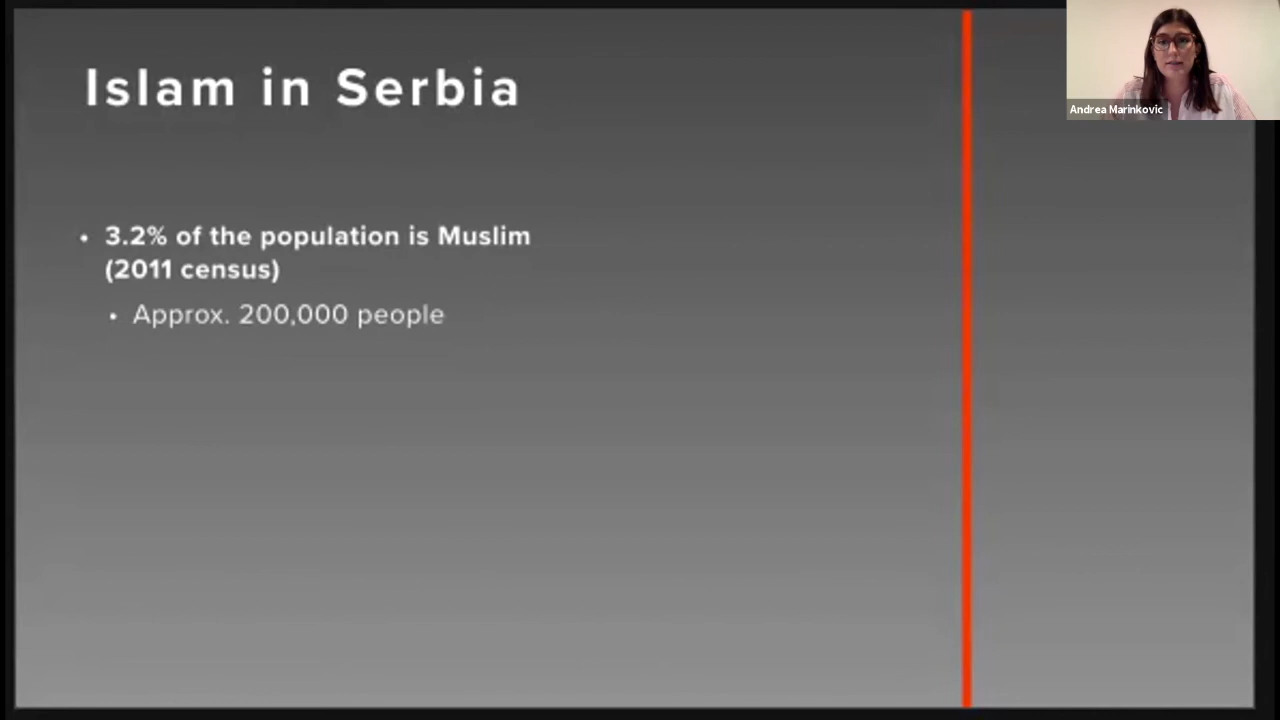 Islam in Serbia
Andrea Marinkovic
• 3.2% of the population is Muslim
(2011 census)
• Approx. 200,000 people